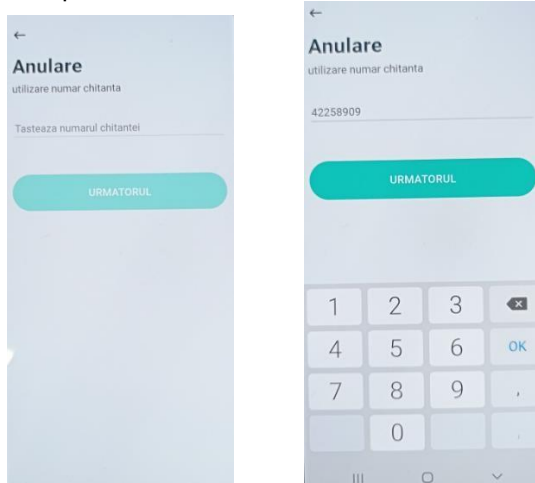 ←
Anulare
utilizare numar chitanta
Tasteaza numarul chitantei
URMATORUL
←
Anulare
utilizare numar chitanta
42258909
URMATORUL
1 2 3
4 5 6 OK
7 8 9 ,
0